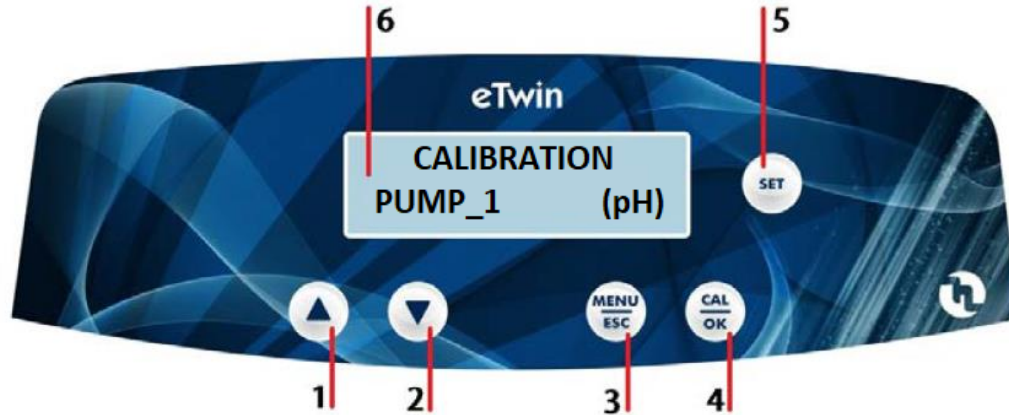 6
5
eTwin
CALIBRATION
PUMP_1 (pH)
SET
MENU
ESC
CAL
OK
1
2
3
4